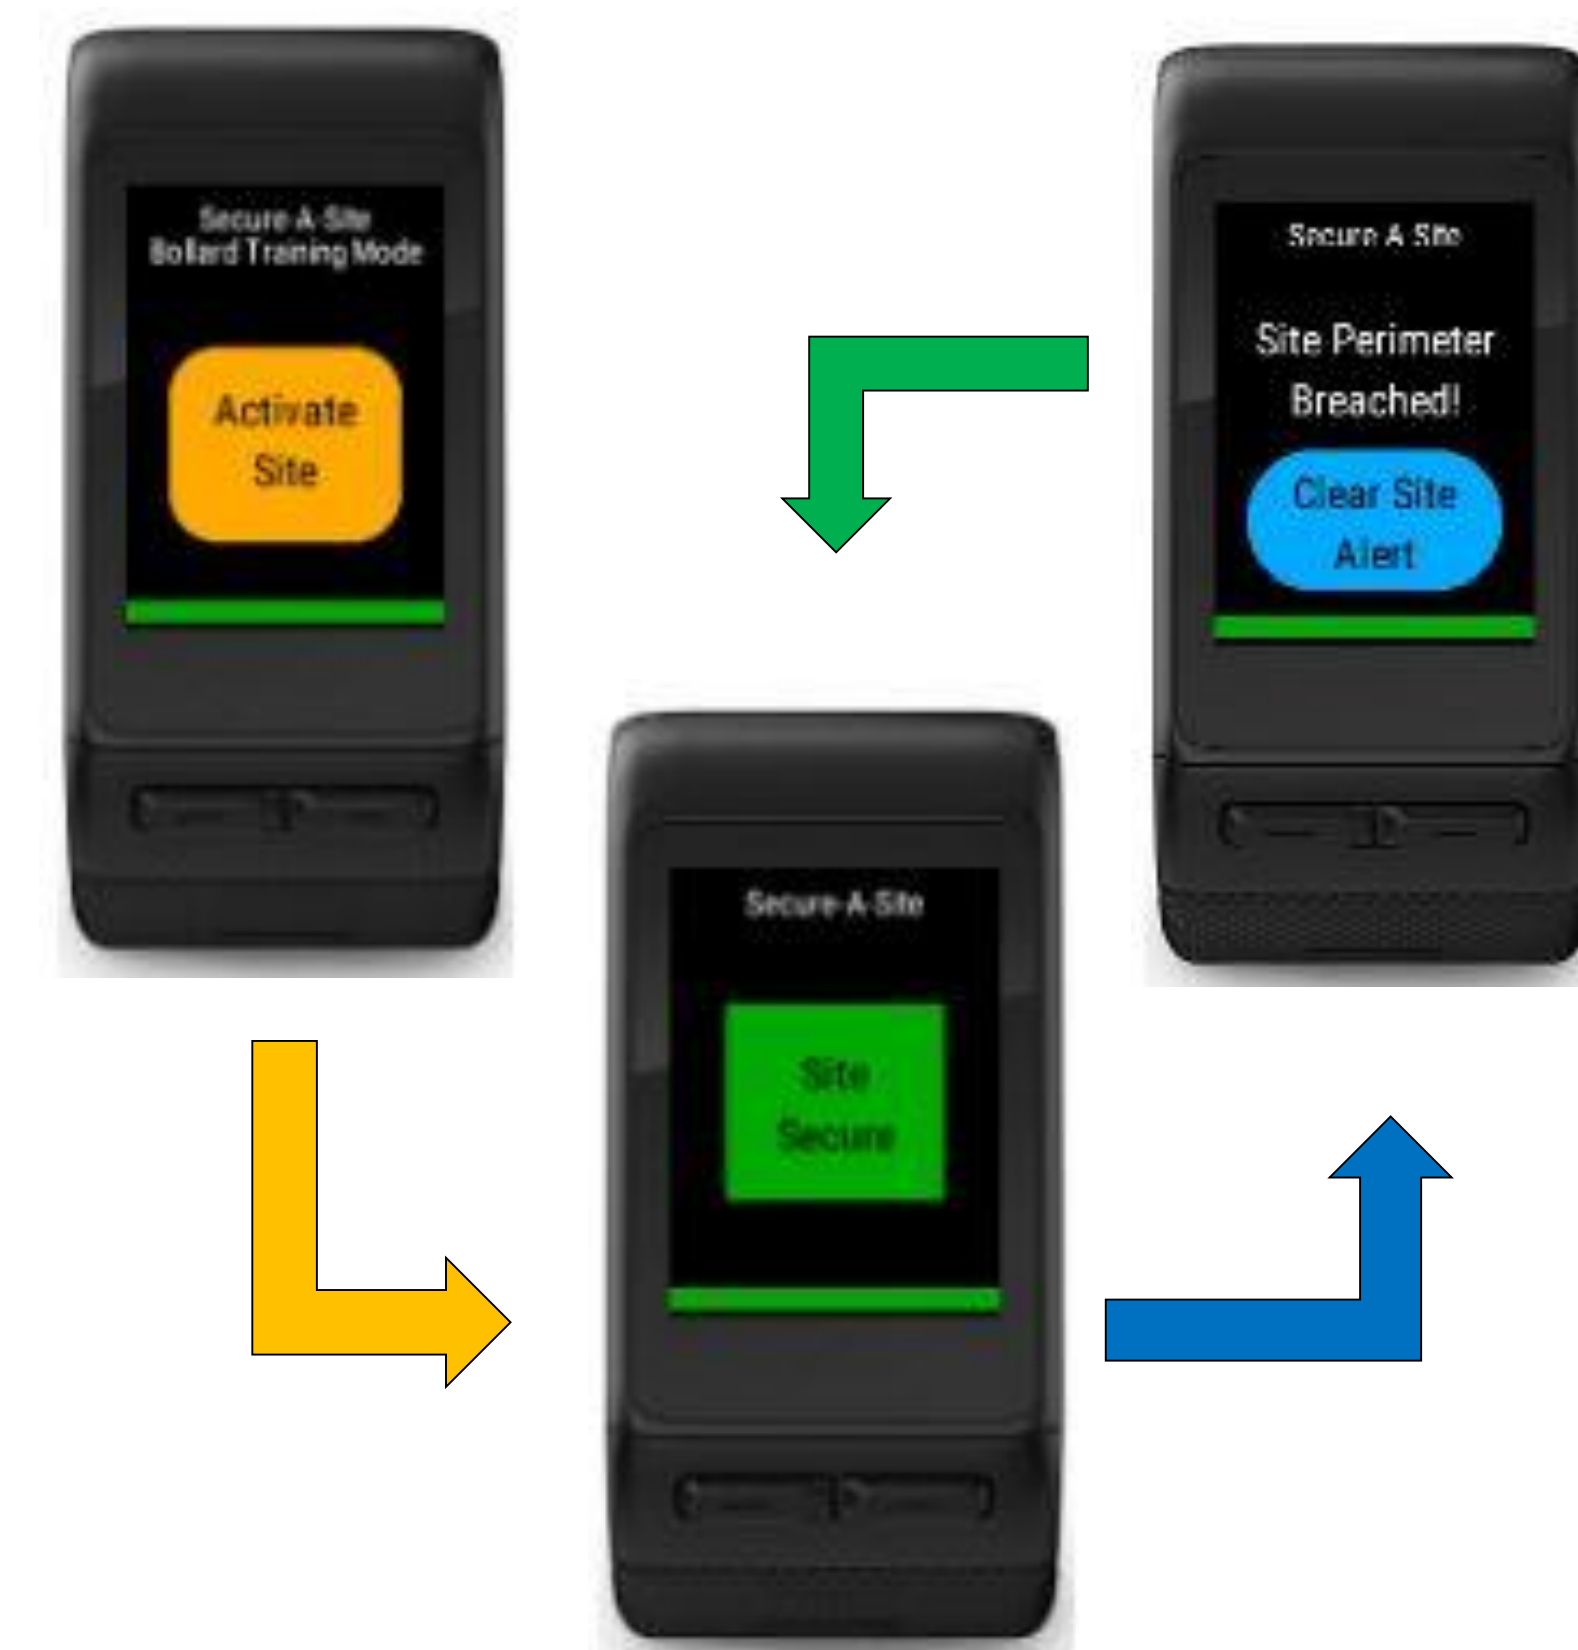 Secure-A-Site
Bollard Training Mode
Activate
Site
Secure-A-Site
Site Perimeter
Breached!
Clear Site
Alert
Secure-A-Site
Site
Secure